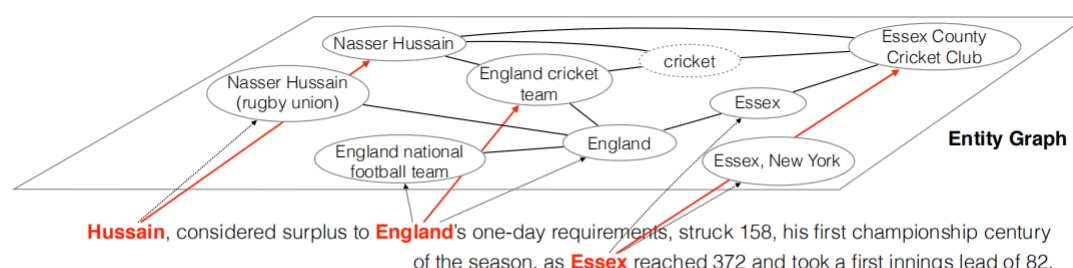 Nasser Hussain
Essex County
Cricket Club
cricket
England cricket
team
Nasser Hussain
(rugby union)
Essex
England
England national
football team
Essex, New York
Entity Graph
Hussain, considered surplus to England's one-day requirements, struck 158, his first championship century
of the season, as Essex reached 372 and took a first innings lead of 82.